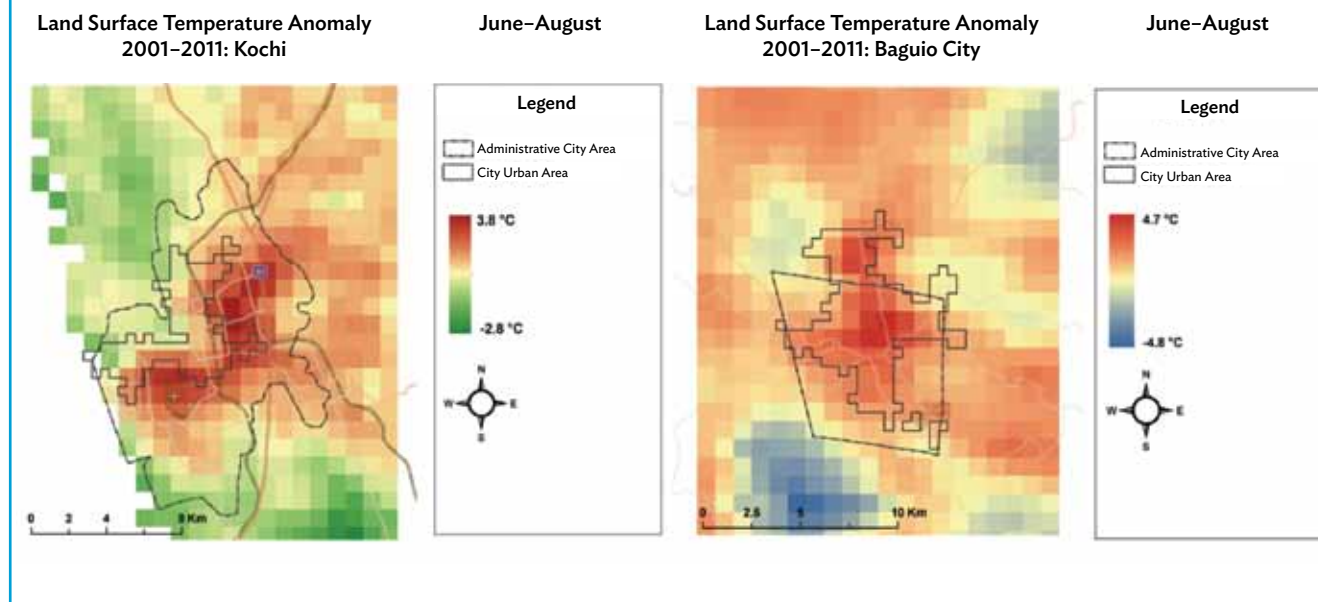 Land Surface Temperature Anomaly
2001–2011: Kochi
June–August
Legend
Administrative City Area
City Urban Area
3.8 °C
-2.8 °C
N
W E
S
0 2 4 8 Km
Land Surface Temperature Anomaly
2001–2011: Baguio City
June–August
Legend
Administrative City Area
City Urban Area
4.7 °C
-4.8 °C
N
W E
S
0 2.5 5 10 Km